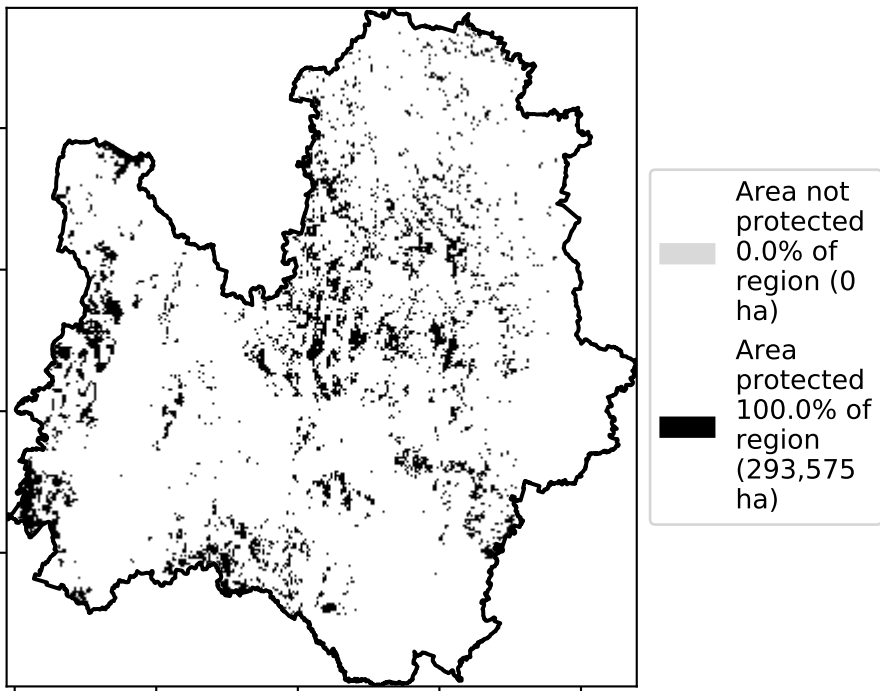 Area not
protected
0.0% of
region (0
ha)
Area
protected
100.0% of
region
(293,575
ha)